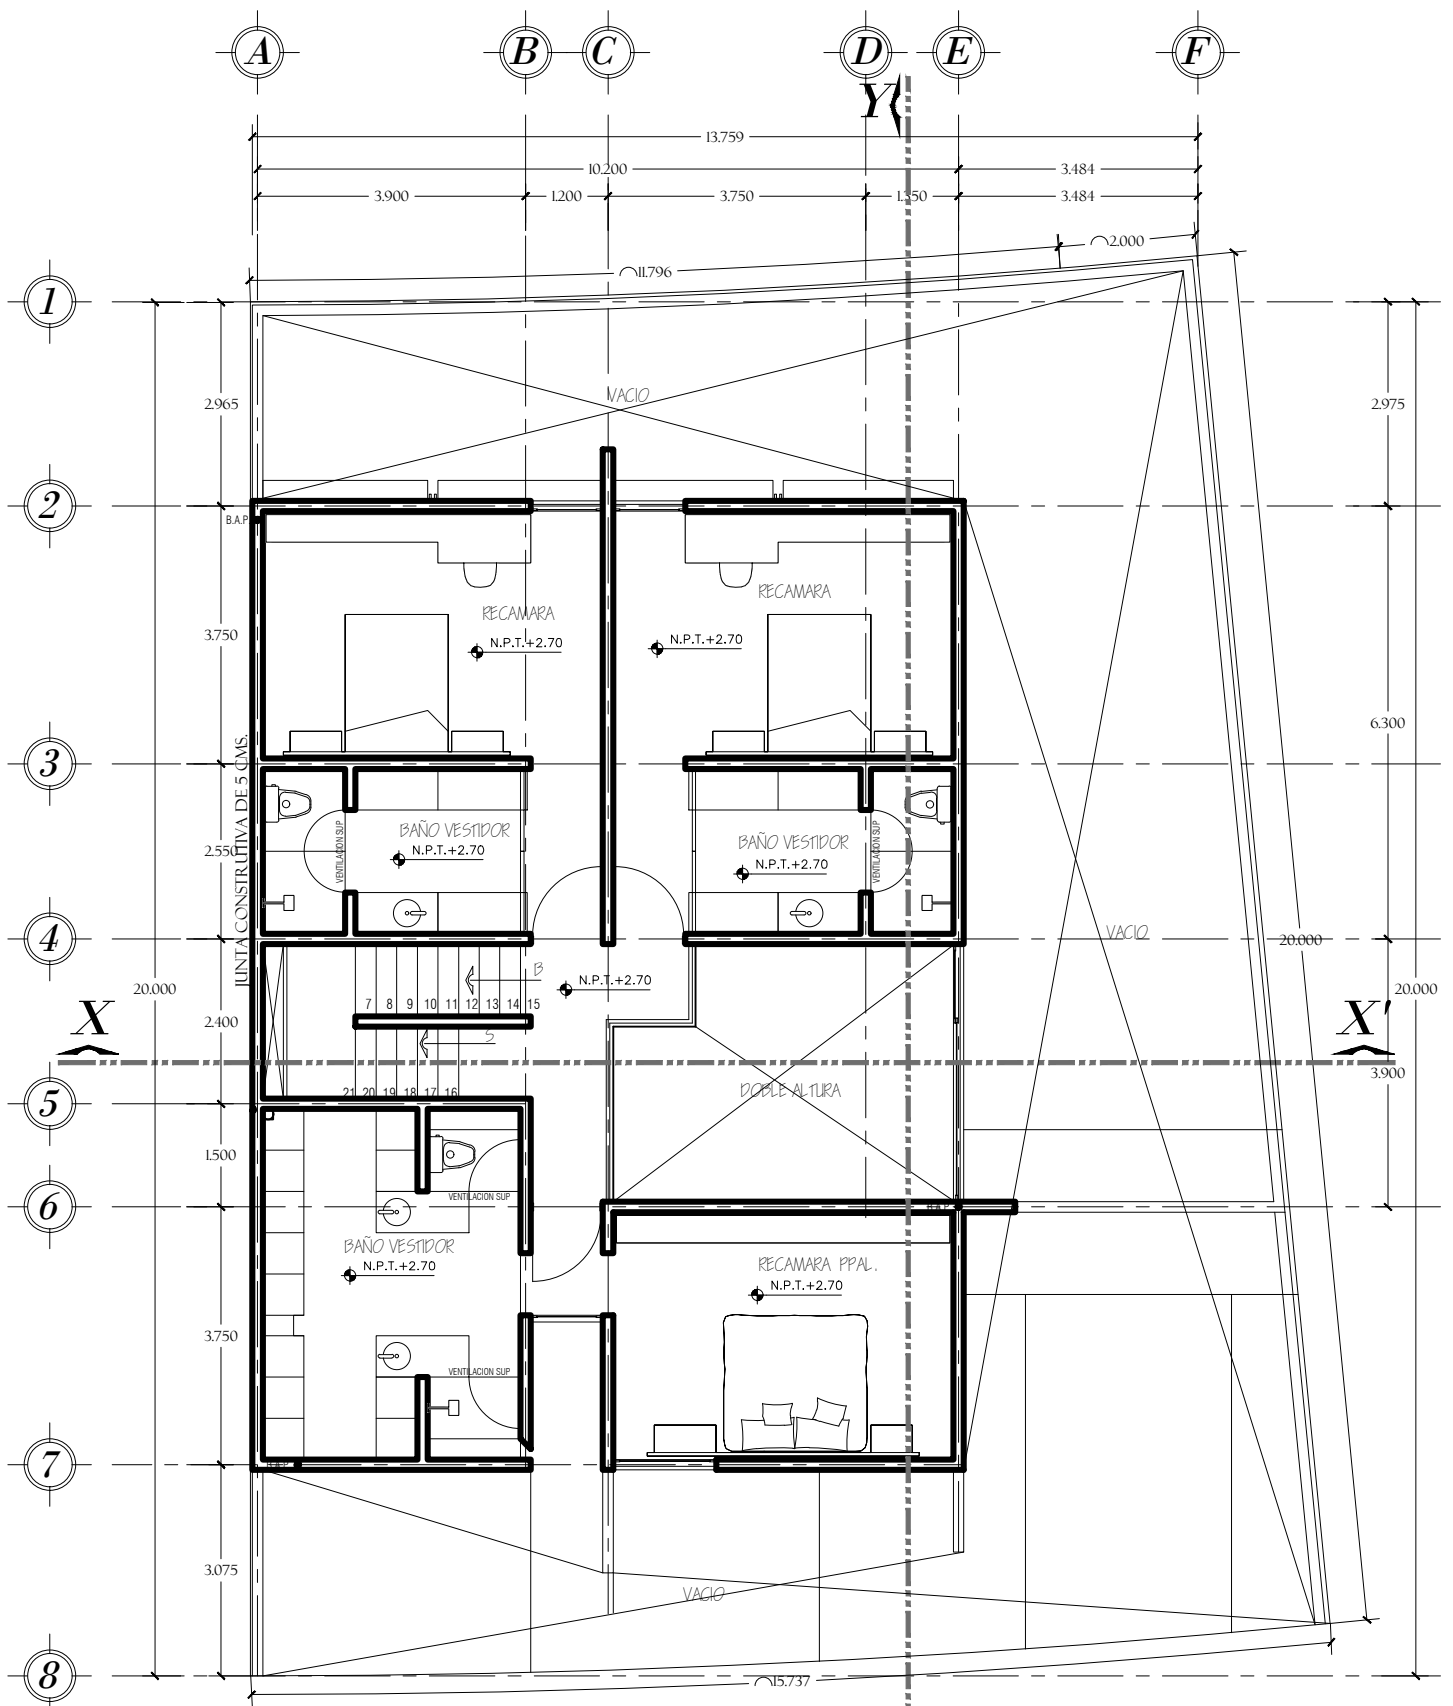 A B C D E F
Y
13.759
10.200 3.484
3.900 1.200 3.750 1.350 3.484
2.000
11.796
1
2.965
VACIO
2.975
2
B.A.P.
RECAMARA
N.P.T.+2.70
RECAMARA
N.P.T.+2.70
3.750
6.300
3
JUNTA CONSTRUTIVA DE 5 CMS.
2.550
VENTILACION SUP
BAÑO VESTIDOR
N.P.T.+2.70
BAÑO VESTIDOR
N.P.T.+2.70
VENTILACION SUP
4
VACIO
20.000
B
N.P.T.+2.70
20.000
20.000
7 8 9 10 11 12 13 14 15
2.400
X
X'
S
3.900
21 20 19 18 17 16
DOBLE ALTURA
5
1.500
VENTILACION SUP
6
B.A.P.
BAÑO VESTIDOR
N.P.T.+2.70
RECAMARA PPAL.
N.P.T.+2.70
3.750
VENTILACION SUP
7
B.A.P.
3.075
VACIO
8
15.737